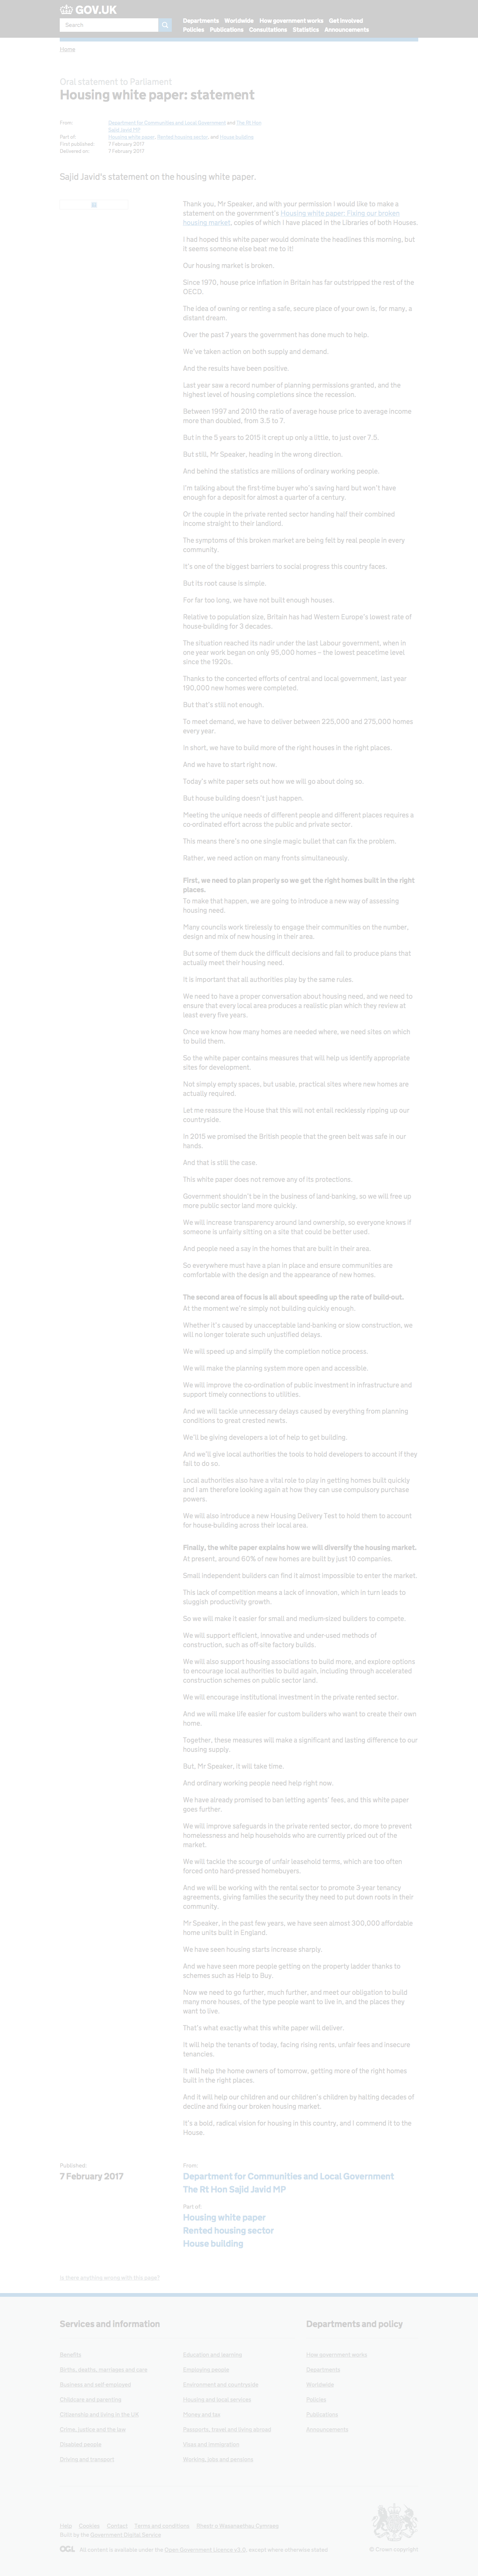 GOV.UK
Search
Departments Worldwide How government works Get involved
Policies Publications Consultations Statistics Announcements
Home
Oral statement to Parliament
Housing white paper: statement
From: Department for Communities and Local Government and The Rt Hon
Sajid Javid MP
Part of: Housing white paper, Rented housing sector, and House building
First published: 7 February 2017
Delivered on: 7 February 2017
Sajid Javid's statement on the housing white paper.
Thank you, Mr Speaker, and with your permission I would like to make a
statement on the government's Housing white paper: Fixing our broken
housing market, copies of which I have placed in the Libraries of both Houses.
I had hoped this white paper would dominate the headlines this morning, but
it seems someone else beat me to it!
Our housing market is broken.
Since 1970, house price inflation in Britain has far outstripped the rest of the
OECD.
The idea of owning or renting a safe, secure place of your own is, for many, a
distant dream.
Over the past 7 years the government has done much to help.
We've taken action on both supply and demand.
And the results have been positive.
Last year saw a record number of planning permissions granted, and the
highest level of housing completions since the recession.
Between 1997 and 2010 the ratio of average house price to average income
more than doubled, from 3.5 to 7.
But in the 5 years to 2015 it crept up only a little, to just over 7.5.
But still, Mr Speaker, heading in the wrong direction.
And behind the statistics are millions of ordinary working people.
I'm talking about the first-time buyer who's saving hard but won't have
enough for a deposit for almost a quarter of a century.
Or the couple in the private rented sector handing half their combined
income straight to their landlord.
The symptoms of this broken market are being felt by real people in every
community.
It's one of the biggest barriers to social progress this country faces.
But its root cause is simple.
For far too long, we have not built enough houses.
Relative to population size, Britain has had Western Europe's lowest rate of
house-building for 3 decades.
The situation reached its nadir under the last Labour government, when in
one year work began on only 95,000 homes – the lowest peacetime level
since the 1920s.
Thanks to the concerted efforts of central and local government, last year
190,000 new homes were completed.
But that's still not enough.
To meet demand, we have to deliver between 225,000 and 275,000 homes
every year.
In short, we have to build more of the right houses in the right places.
And we have to start right now.
Today's white paper sets out how we will go about doing so.
But house building doesn't just happen.
Meeting the unique needs of different people and different places requires a
co-ordinated effort across the public and private sector.
This means there's no one single magic bullet that can fix the problem.
Rather, we need action on many fronts simultaneously.
First, we need to plan properly so we get the right homes built in the right
places.
To make that happen, we are going to introduce a new way of assessing
housing need.
Many councils work tirelessly to engage their communities on the number,
design and mix of new housing in their area.
But some of them duck the difficult decisions and fail to produce plans that
actually meet their housing need.
It is important that all authorities play by the same rules.
We need to have a proper conversation about housing need, and we need to
ensure that every local area produces a realistic plan which they review at
least every five years.
Once we know how many homes are needed where, we need sites on which
to build them.
So the white paper contains measures that will help us identify appropriate
sites for development.
Not simply empty spaces, but usable, practical sites where new homes are
actually required.
Let me reassure the House that this will not entail recklessly ripping up our
countryside.
In 2015 we promised the British people that the green belt was safe in our
hands.
And that is still the case.
This white paper does not remove any of its protections.
Government shouldn't be in the business of land-banking, so we will free up
more public sector land more quickly.
We will increase transparency around land ownership, so everyone knows if
someone is unfairly sitting on a site that could be better used.
And people need a say in the homes that are built in their area.
So everywhere must have a plan in place and ensure communities are
comfortable with the design and the appearance of new homes.
The second area of focus is all about speeding up the rate of build-out.
At the moment we're simply not building quickly enough.
Whether it's caused by unacceptable land-banking or slow construction, we
will no longer tolerate such unjustified delays.
We will speed up and simplify the completion notice process.
We will make the planning system more open and accessible.
We will improve the co-ordination of public investment in infrastructure and
support timely connections to utilities.
And we will tackle unnecessary delays caused by everything from planning
conditions to great crested newts.
We'll be giving developers a lot of help to get building.
And we'll give local authorities the tools to hold developers to account if they
fail to do so.
Local authorities also have a vital role to play in getting homes built quickly
and I am therefore looking again at how they can use compulsory purchase
powers.
We will also introduce a new Housing Delivery Test to hold them to account
for house-building across their local area.
Finally, the white paper explains how we will diversify the housing market.
At present, around 60% of new homes are built by just 10 companies.
Small independent builders can find it almost impossible to enter the market.
This lack of competition means a lack of innovation, which in turn leads to
sluggish productivity growth.
So we will make it easier for small and medium-sized builders to compete.
We will support efficient, innovative and under-used methods of
construction, such as off-site factory builds.
We will also support housing associations to build more, and explore options
to encourage local authorities to build again, including through accelerated
construction schemes on public sector land.
We will encourage institutional investment in the private rented sector.
And we will make life easier for custom builders who want to create their own
home.
Together, these measures will make a significant and lasting difference to our
housing supply.
But, Mr Speaker, it will take time.
And ordinary working people need help right now.
We have already promised to ban letting agents' fees, and this white paper
goes further.
We will improve safeguards in the private rented sector, do more to prevent
homelessness and help households who are currently priced out of the
market.
We will tackle the scourge of unfair leasehold terms, which are too often
forced onto hard-pressed homebuyers.
And we will be working with the rental sector to promote 3-year tenancy
agreements, giving families the security they need to put down roots in their
community.
Mr Speaker, in the past few years, we have seen almost 300,000 affordable
home units built in England.
We have seen housing starts increase sharply.
And we have seen more people getting on the property ladder thanks to
schemes such as Help to Buy.
Now we need to go further, much further, and meet our obligation to build
many more houses, of the type people want to live in, and the places they
want to live.
That's what exactly what this white paper will deliver.
It will help the tenants of today, facing rising rents, unfair fees and insecure
tenancies.
It will help the home owners of tomorrow, getting more of the right homes
built in the right places.
And it will help our children and our children's children by halting decades of
decline and fixing our broken housing market.
It's a bold, radical vision for housing in this country, and I commend it to the
House.
Published: 7 February 2017
From:
Department for Communities and Local Government
The Rt Hon Sajid Javid MP
Part of:
Housing white paper
Rented housing sector
House building
Is there anything wrong with this page?
Services and information
Benefits
Births, deaths, marriages and care
Business and self-employed
Childcare and parenting
Citizenship and living in the UK
Crime, justice and the law
Disabled people
Driving and transport
Education and learning
Employing people
Environment and countryside
Housing and local services
Money and tax
Passports, travel and living abroad
Visas and immigration
Working, jobs and pensions
Departments and policy
How government works
Departments
Worldwide
Policies
Publications
Announcements
Help Cookies Contact Terms and conditions Rhestr o Wasanaethau Cymraeg
Built by the Government Digital Service
OGL All content is available under the Open Government Licence v3.0, except where otherwise stated
© Crown copyright